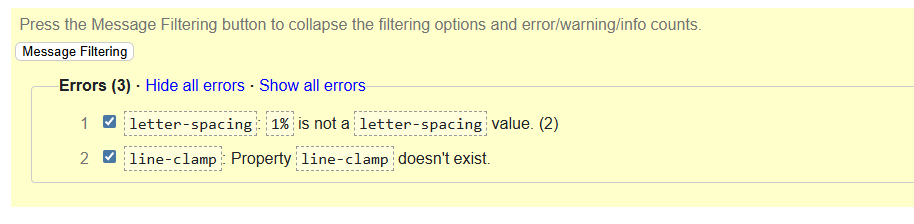 Press the Message Filtering button to collapse the filtering options and error/warning/info counts.
Message Filtering
Errors (3) · Hide all errors · Show all errors
1 letter-spacing: 1% is not a letter-spacing value. (2)
2 line-clamp: Property line-clamp doesn't exist.